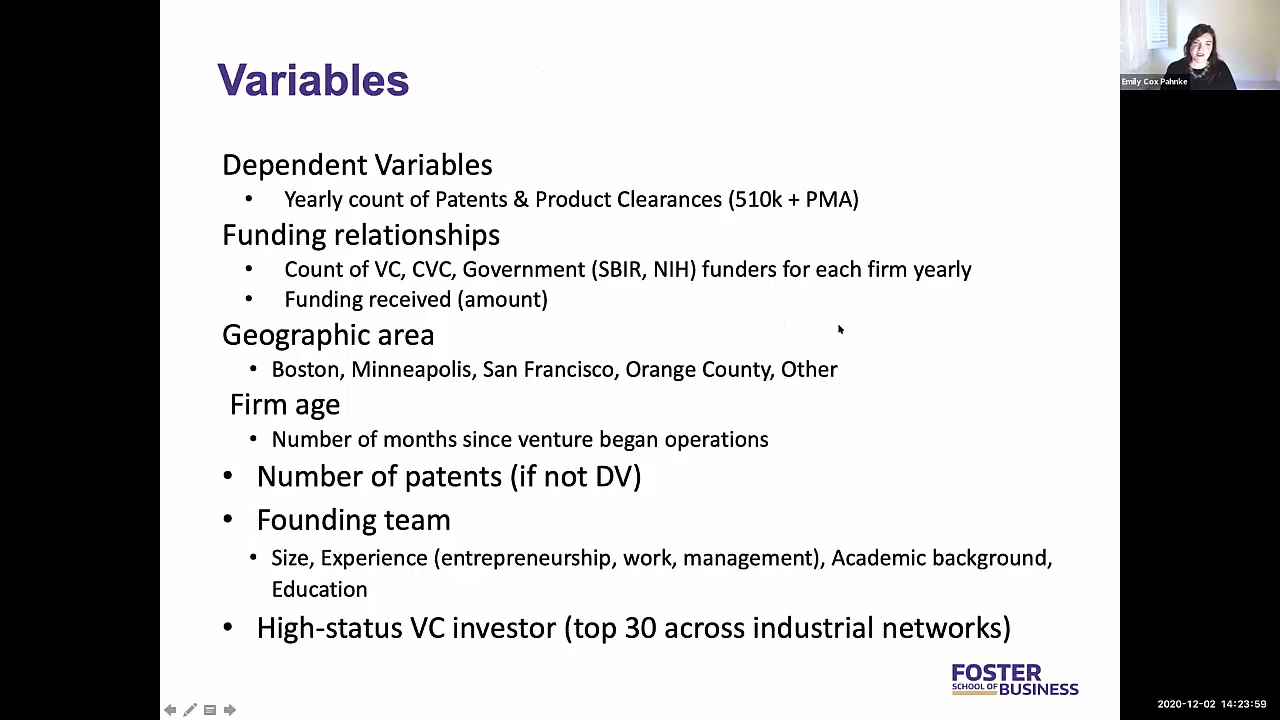 Variables
Emily Cox Pahnke
Dependent Variables
• Yearly count of Patents & Product Clearances (510k + PMA)
Funding relationships
• Count of VC, CVC, Government (SBIR, NIH) funders for each firm yearly
• Funding received (amount)
Geographic area
• Boston, Minneapolis, San Francisco, Orange County, Other
Firm age
• Number of months since venture began operations
• Number of patents (if not DV)
• Founding team
• Size, Experience (entrepreneurship, work, management), Academic background,
Education
• High-status VC investor (top 30 across industrial networks)
FOSTER
SCHOOL OF BUSINESS
2020-12-02 14:23:59